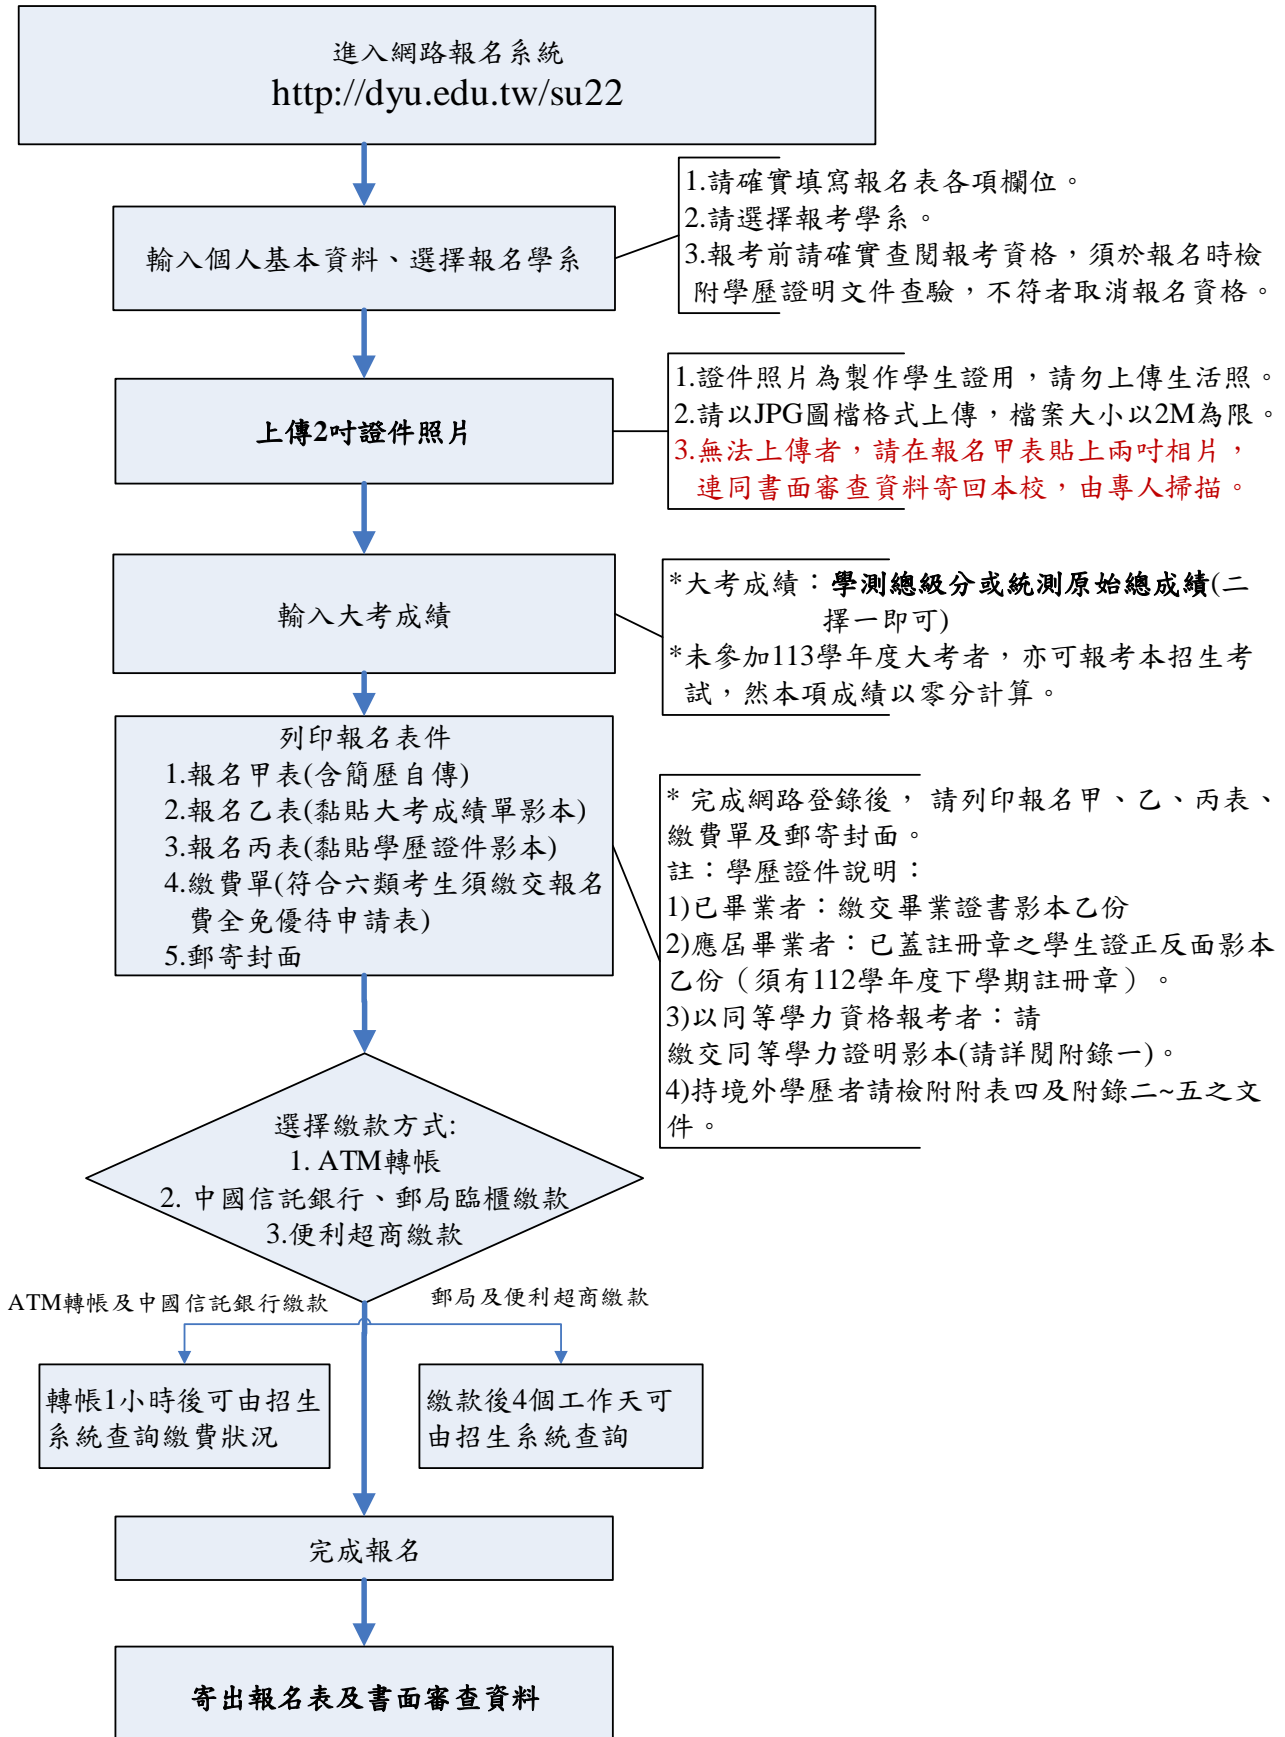 進入網路報名系統
http://dyu.edu.tw/su22
輸入個人基本資料、選擇報名學系
1.請確實填寫報名表各項欄位。
2.請選擇報考學系。
3.報考前請確實查閱報考資格，須於報名時檢
附學歷證明文件查驗，不符者取消報名資格。
上傳2吋證件照片
1.證件照片為製作學生證用，請勿上傳生活照。
2.請以JPG圖檔格式上傳，檔案大小以2M為限。
3.無法上傳者，請在報名甲表貼上兩吋相片，
連同書面審查資料寄回本校，由專人掃描。
輸入大考成績
*大考成績：學測總級分或統測原始總成績(二
擇一即可)
*未參加113學年度大考者，亦可報考本招生考
試，然本項成績以零分計算。
列印報名表件
1.報名甲表(含簡歷自傳)
2.報名乙表(黏貼大考成績單影本)
3.報名丙表(黏貼學歷證件影本)
4.繳費單(符合六類考生須繳交報名
費全免優待申請表)
5.郵寄封面
* 完成網路登錄後， 請列印報名甲、乙、丙表、
繳費單及郵寄封面。
註：學歷證件說明：
1)已畢業者：繳交畢業證書影本乙份
2)應屆畢業者：已蓋註冊章之學生證正反面影本
乙份（須有112學年度下學期註冊章）。
3)以同等學力資格報考者：請
繳交同等學力證明影本(請詳閱附錄一)。
4)持境外學歷者請檢附附表四及附錄二~五之文
件。
選擇繳款方式:
1. ATM轉帳
2. 中國信託銀行、郵局臨櫃繳款
3.便利超商繳款
ATM轉帳及中國信託銀行繳款
郵局及便利超商繳款
轉帳1小時後可由招生
系統查詢繳費狀況
繳款後4個工作天可
由招生系統查詢
完成報名
寄出報名表及書面審查資料